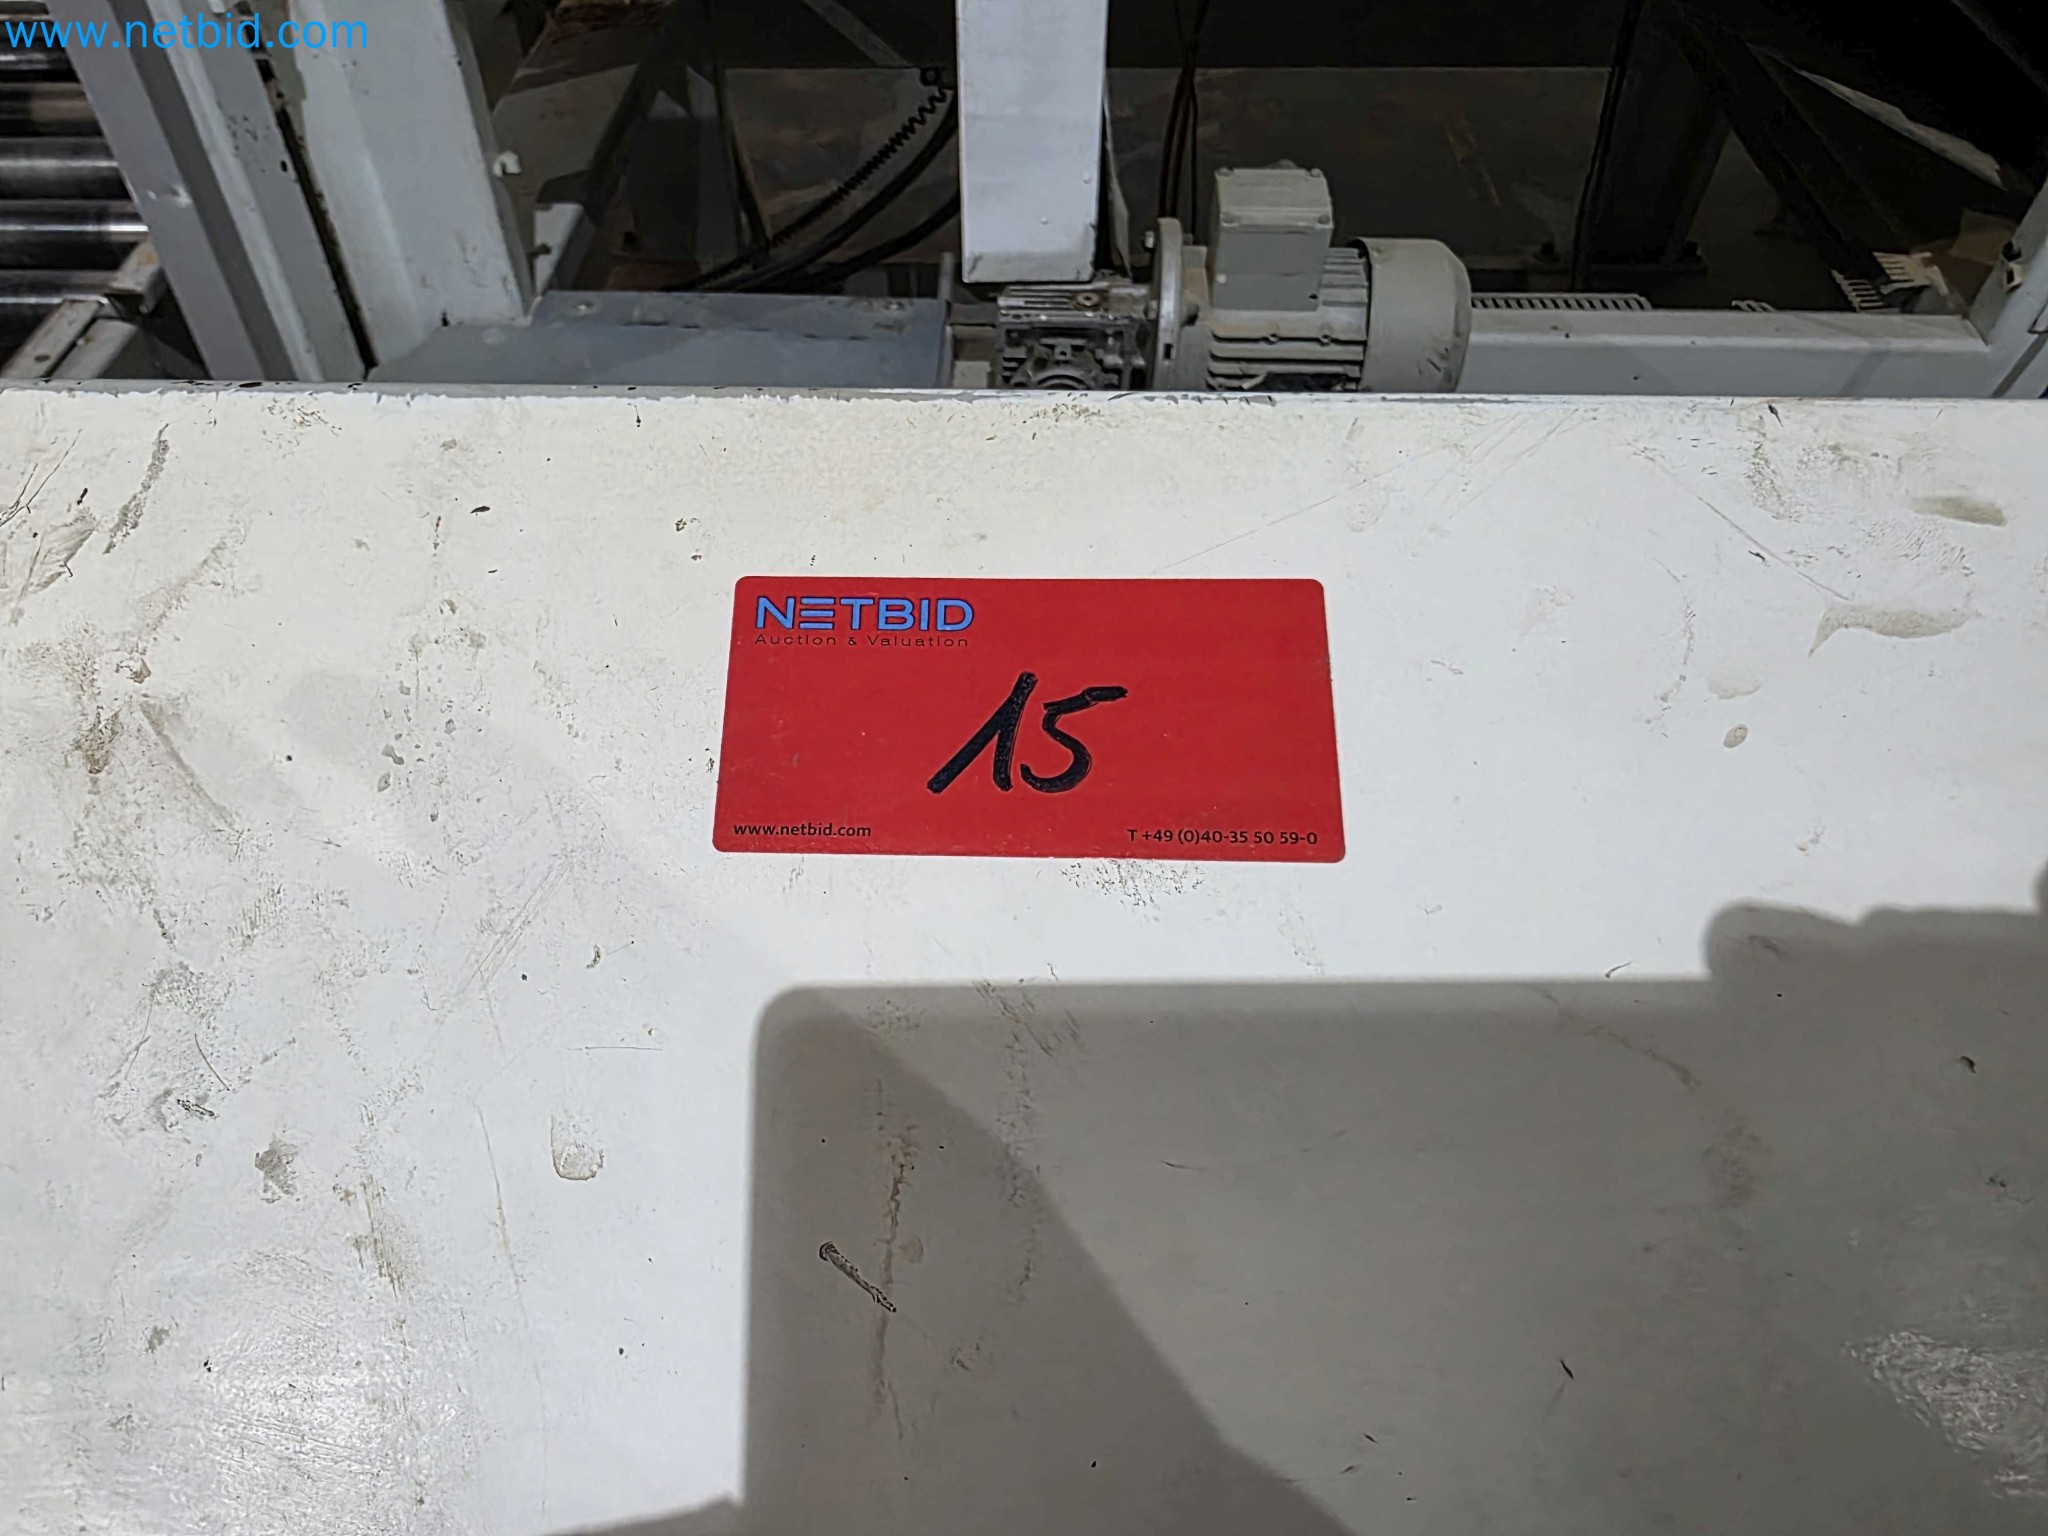 www.netbid.com
NETBID
Auction & Valuation
15
www.netbid.com
T +49 (0)40-35 50 59-0